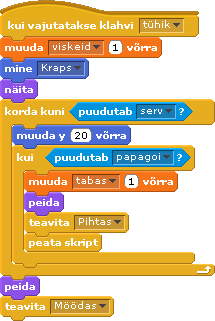 kui vajutatakse klahvi tühik
muuda viskeid 1 võrra
mine Kraps
näita
korda kuni puudutab serv ?
muuda y 20 võrra
kui puudutab papagoi ?
muuda tabas 1 võrra
peida
teavita Pihtas
peata skript
peida
teavita Möödas